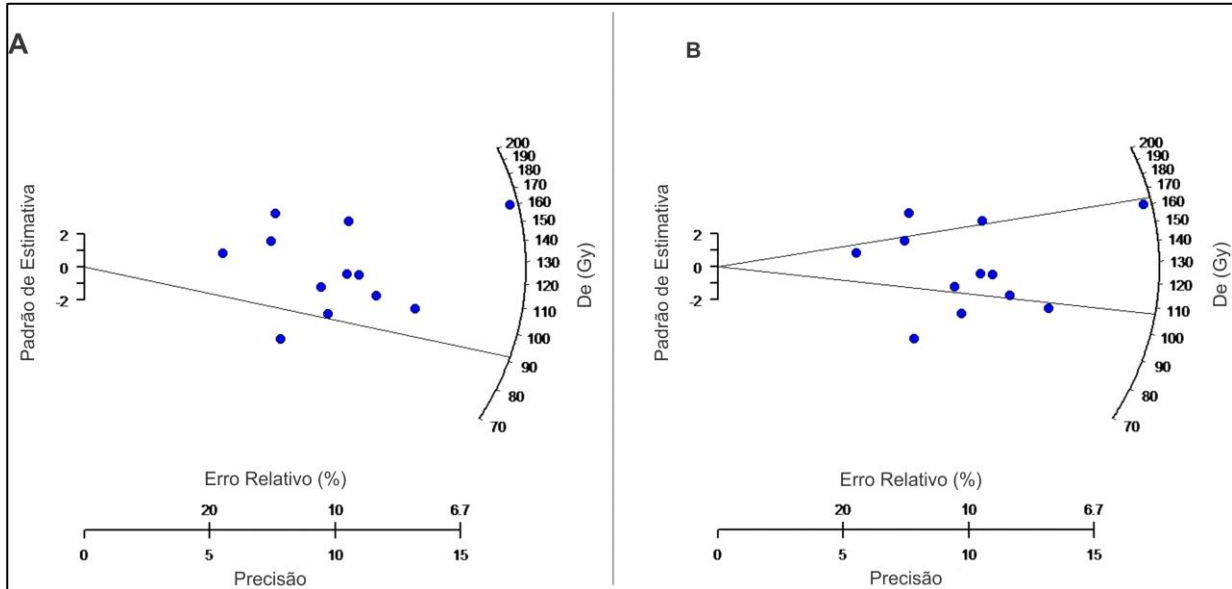 A
Padrão de Estimativa
2
0
-2
200
190
180
170
160
150
140
130
120
110
100
90
80
70
De (Gy)
Erro Relativo (%)
20 10 6.7
0 5 10 15
Precisão
B
Padrão de Estimativa
2
0
-2
200
190
180
170
160
150
140
130
120
110
100
90
80
70
De (Gy)
Erro Relativo (%)
20 10 6.7
0 5 10 15
Precisão